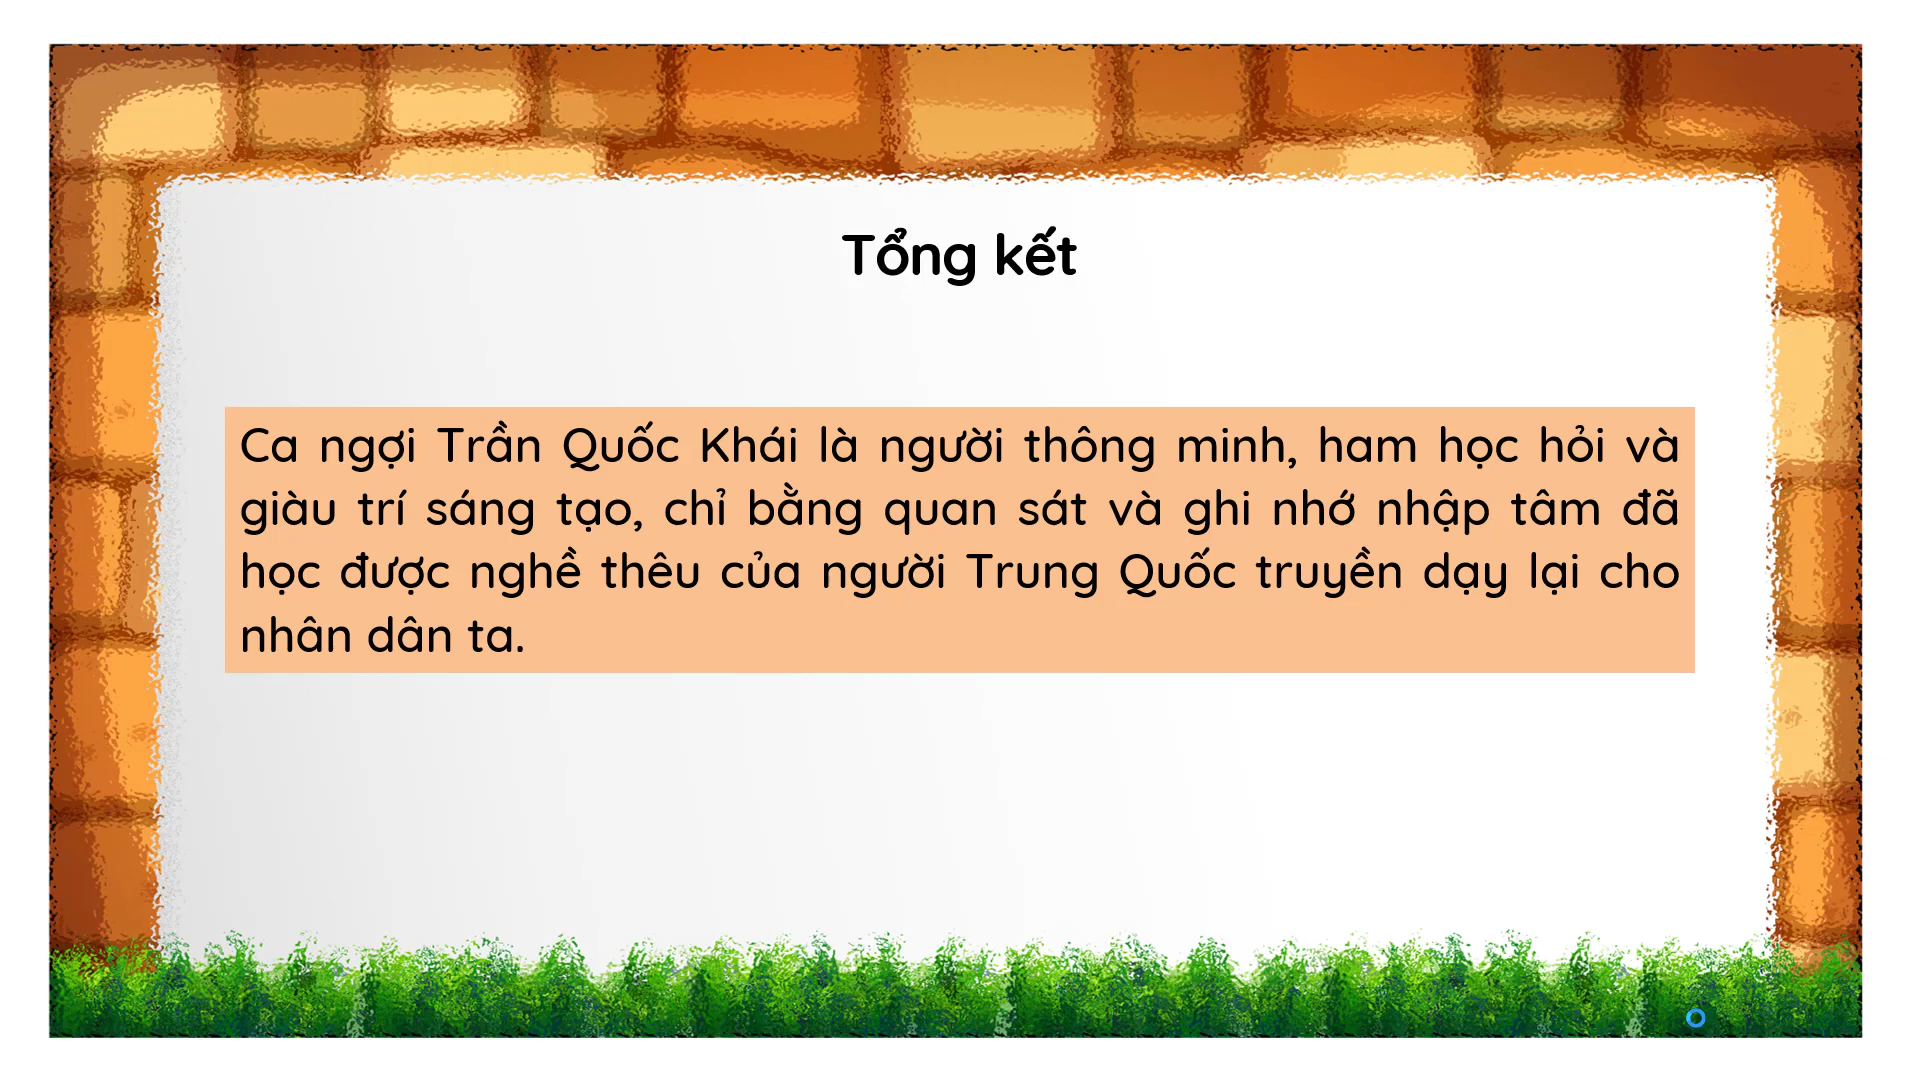 Tổng kết
Ca ngợi Trần Quốc Khái là người thông minh, ham học hỏi và
giàu trí sáng tạo, chỉ bằng quan sát và ghi nhớ nhập tâm đã
học được nghề thêu của người Trung Quốc truyền dạy lại cho
nhân dân ta.